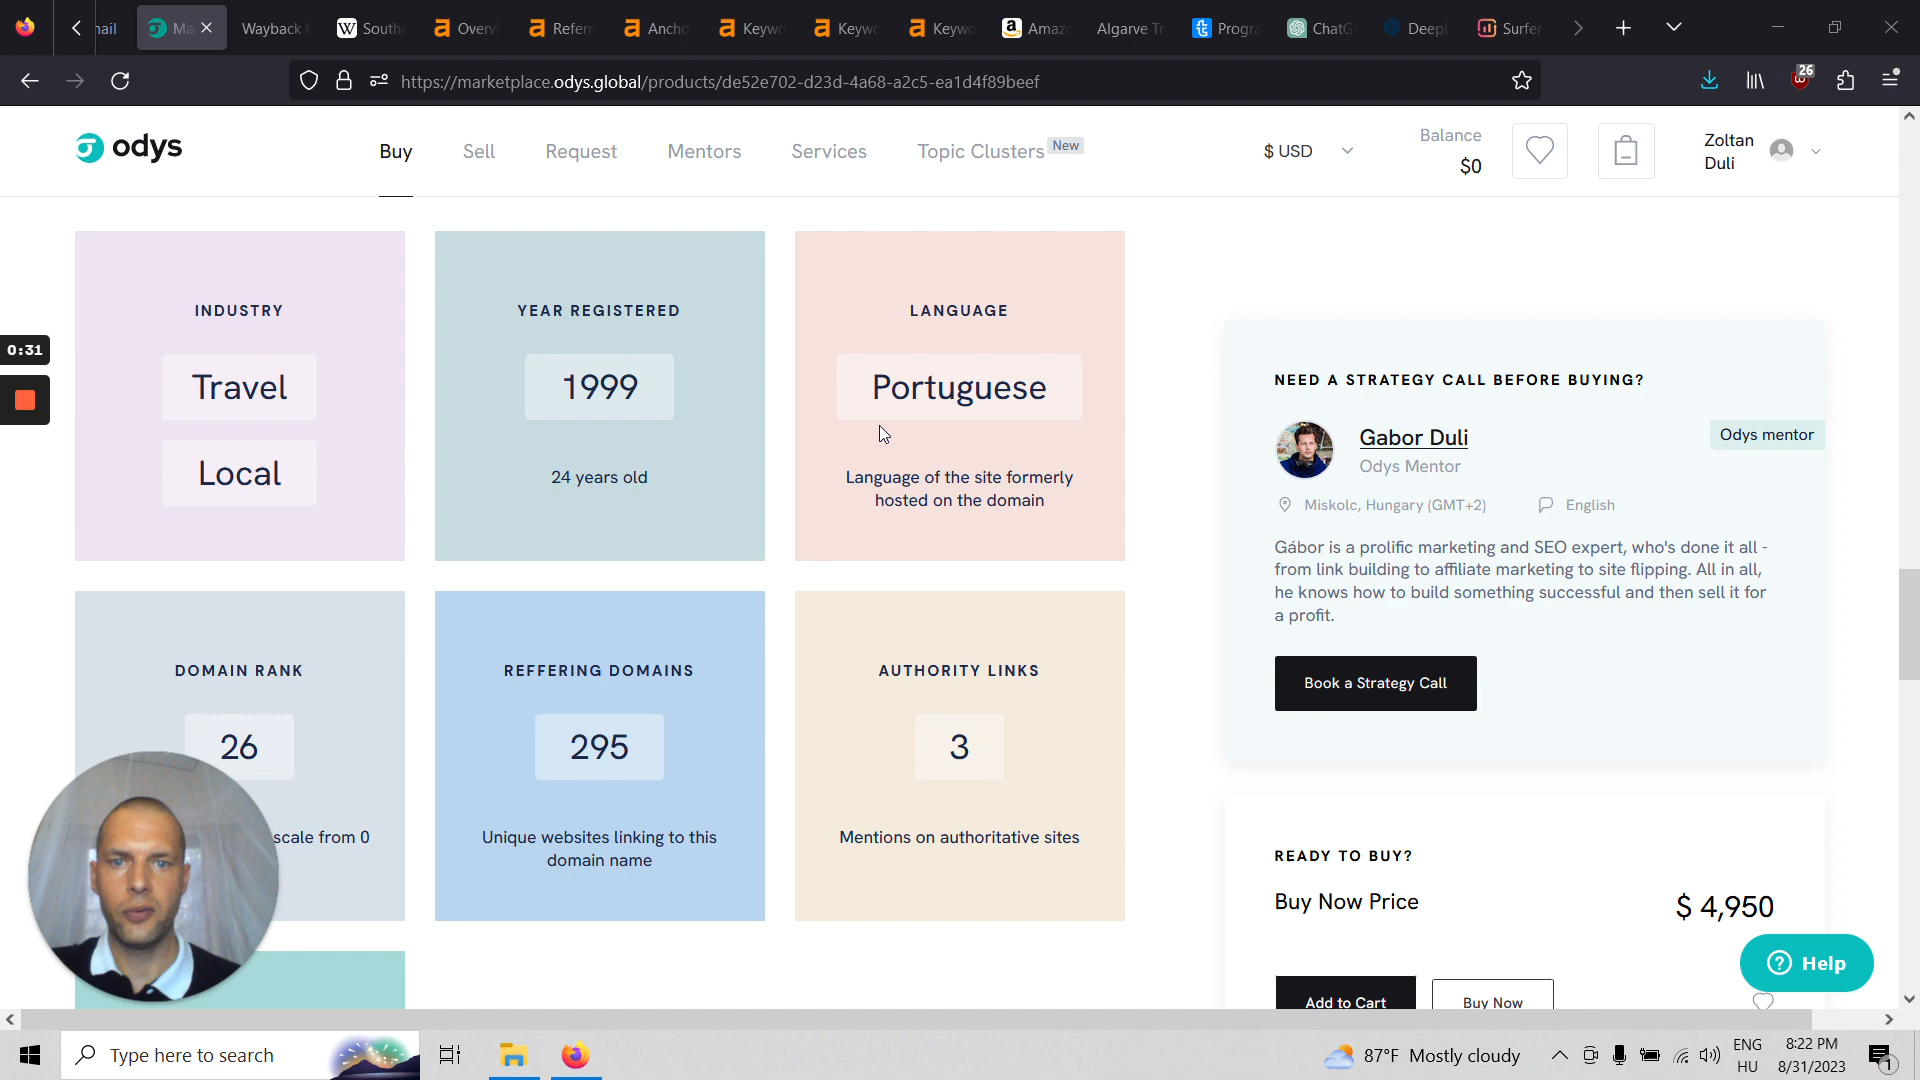 Wayback
Overv
Referr
Ancho
Keywo
Keywo
Keywo
Amaz
Algarve Tr
Progra
ChatG
Deepl
Surfer
https://marketplace.odys.global/products/de52e702-d23d-4a68-a2c5-ea1d4f89beef
26
odys
Buy
Sell
Request
Mentors
Services
Topic Clusters
New
$ USD
Balance
$0
Zoltan
Duli
0:31
INDUSTRY
Travel
Local
YEAR REGISTERED
1999
24 years old
LANGUAGE
Portuguese
Language of the site formerly
hosted on the domain
DOMAIN RANK
26
scale from 0
REFFERING DOMAINS
295
Unique websites linking to this
domain name
AUTHORITY LINKS
3
Mentions on authoritative sites
NEED A STRATEGY CALL BEFORE BUYING?
Gabor Duli
Odys Mentor
Odys mentor
Miskolc, Hungary (GMT+2)
English
Gábor is a prolific marketing and SEO expert, who's done it all -
from link building to affiliate marketing to site flipping. All in all,
he knows how to build something successful and then sell it for
a profit.
Book a Strategy Call
READY TO BUY?
Buy Now Price
$ 4,950
Add to Cart
Buy Now
Help
Type here to search
87°F Mostly cloudy
ENG
HU
8:22 PM
8/31/2023
1